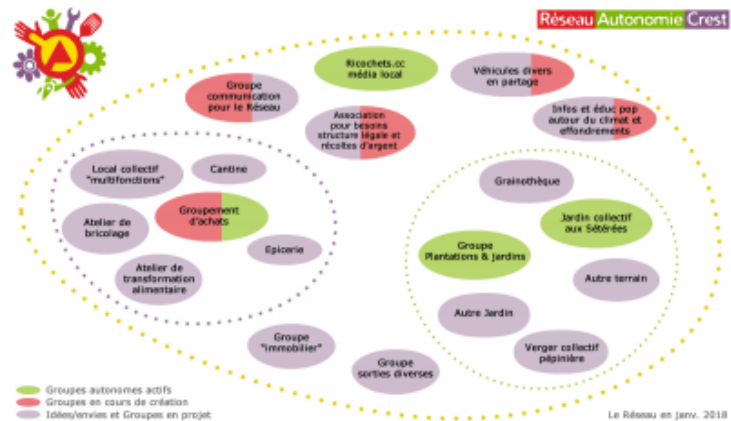 Réseau Autonomie Crest
Ricochets.cc
média local
Groupe
communication
pour le Réseau
Véhicules divers
en partage
Association
pour besoins
structure légale et
récoltes d'argent
Infos et éduc pop
autour du climat et
effondrements
Local collectif
"multifonctions"
Cantine
Groupement
d'achats
Atelier de
bricolage
Epicerie
Atelier de
transformation
alimentaire
Grainothèque
Jardin collectif
aux Sétérées
Groupe
Plantations & jardins
Autre terrain
Autre Jardin
Verger collectif
pépinière
Groupe
"immobilier"
Groupe
sorties diverses
Groupes autonomes actifs
Groupes en cours de création
Idées/envies et Groupes en projet
Le Réseau en janv. 2018